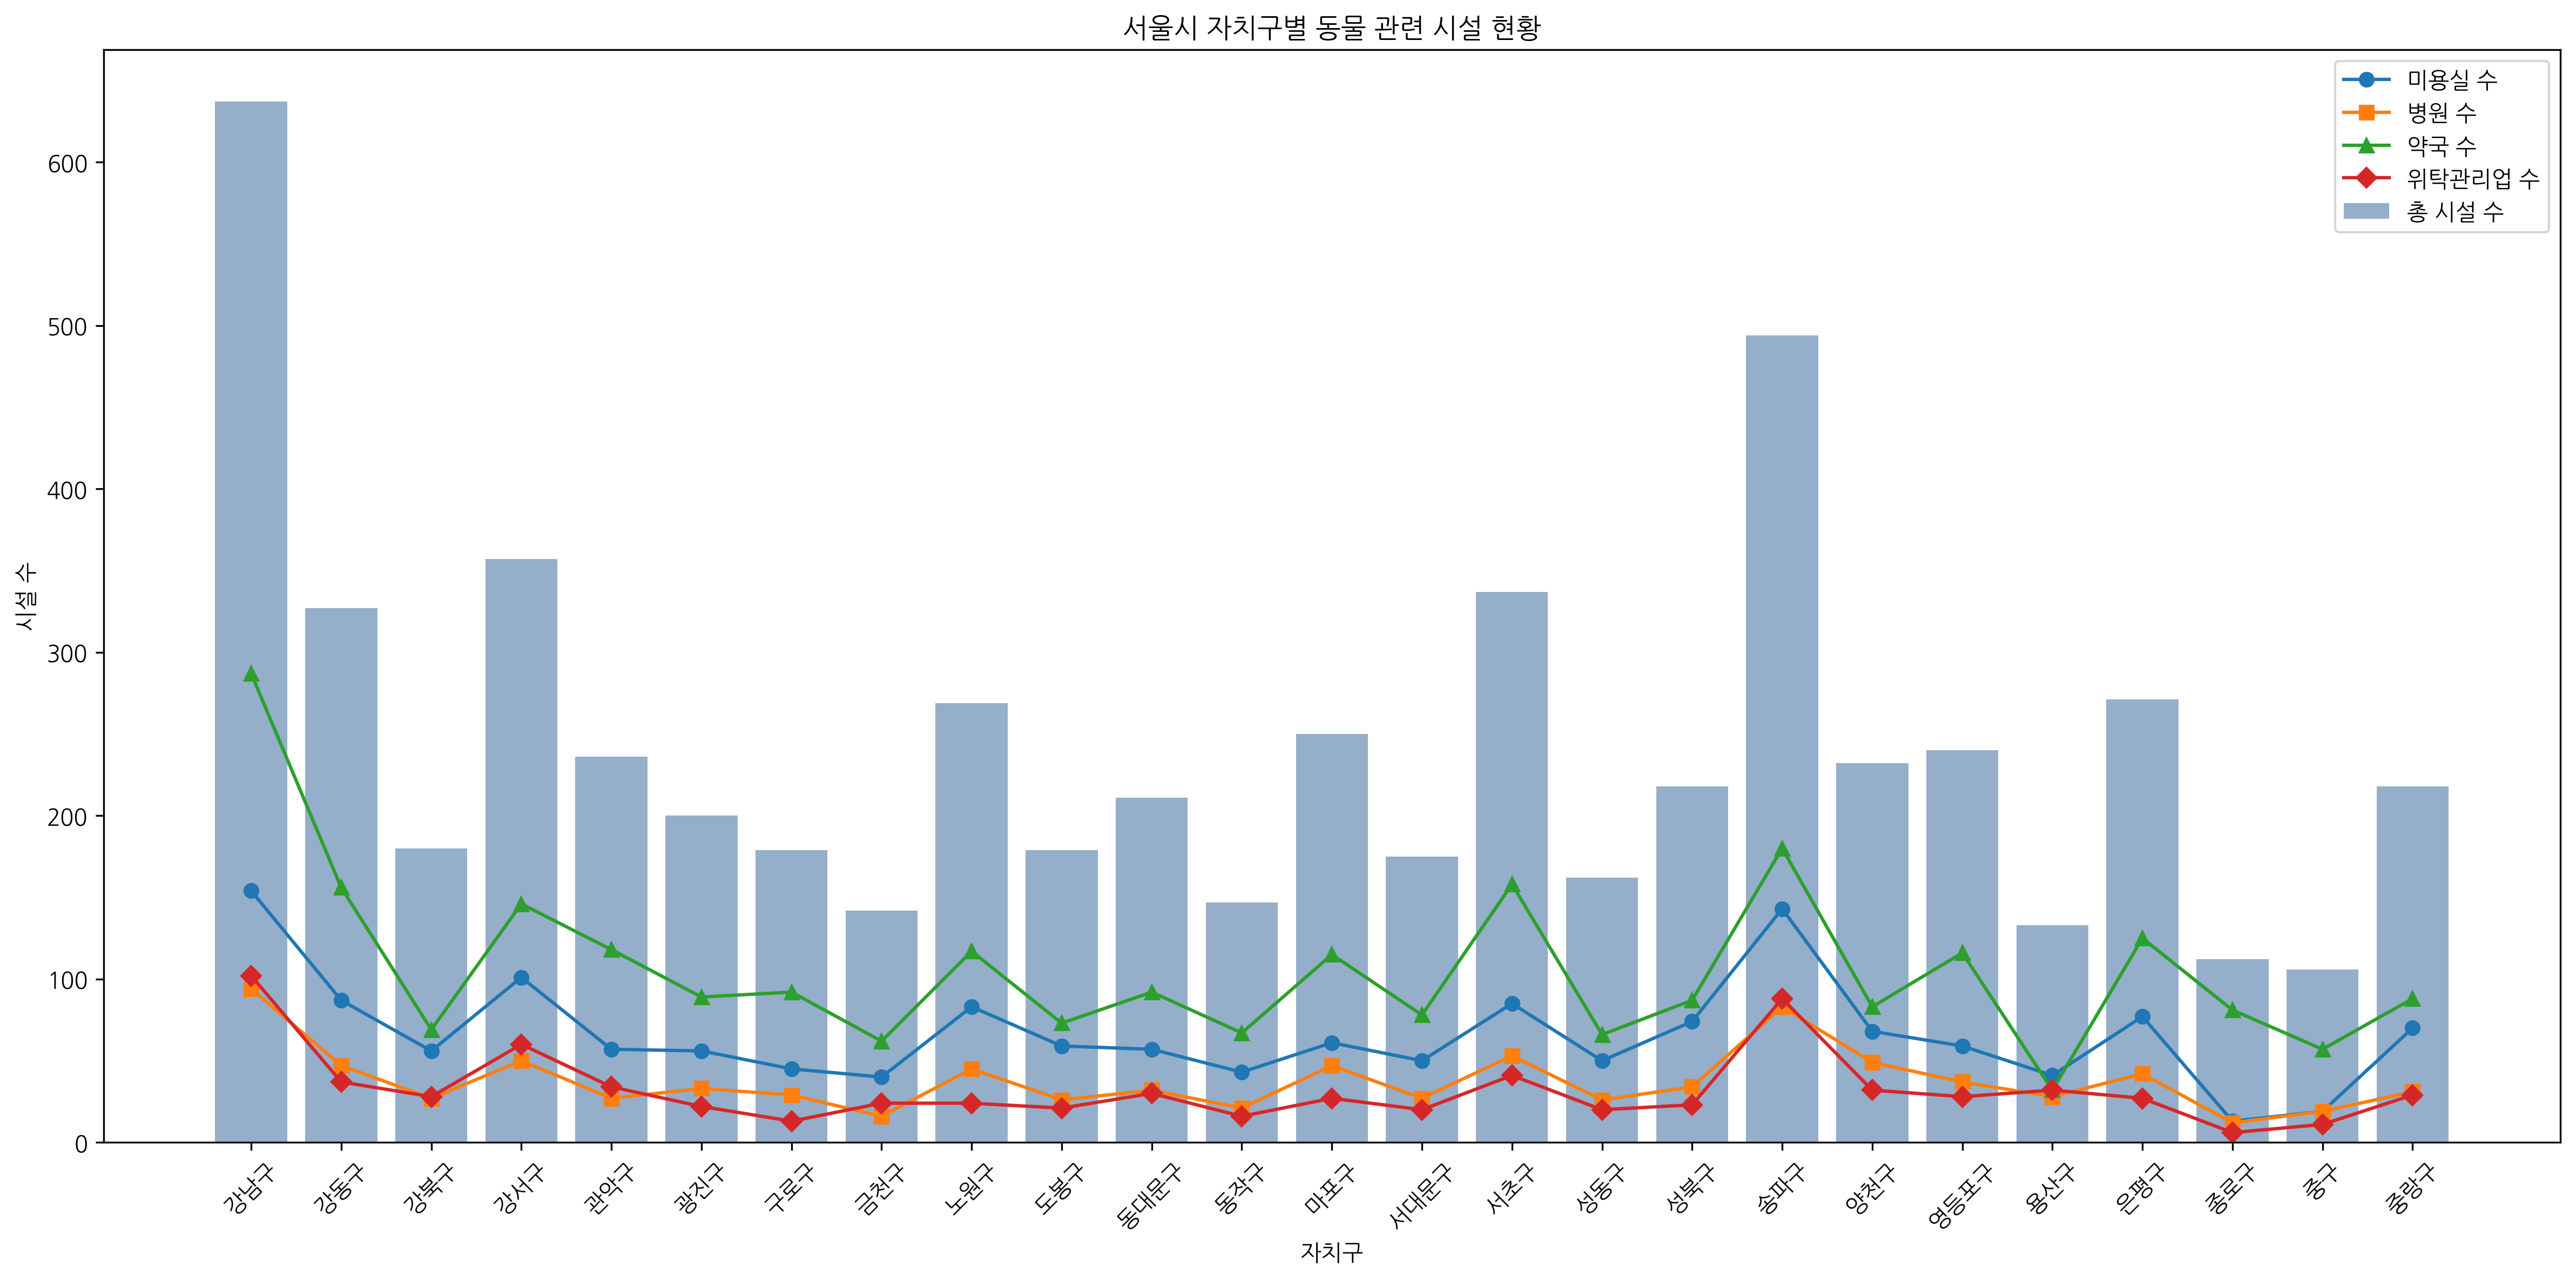 서울시 자치구별 동물 관련 시설 현황
미용실 수
병원 수
약국 수
위탁관리업 수
총 시설 수
시설 수
600
500
400
300
200
100
0
강남구
강동구
강북구
강서구
관악구
광진구
구로구
금천구
노원구
도봉구
동대문구
동작구
마포구
서대문구
서초구
성동구
성북구
송파구
양천구
영등포구
용산구
은평구
종로구
중구
중랑구
자치구